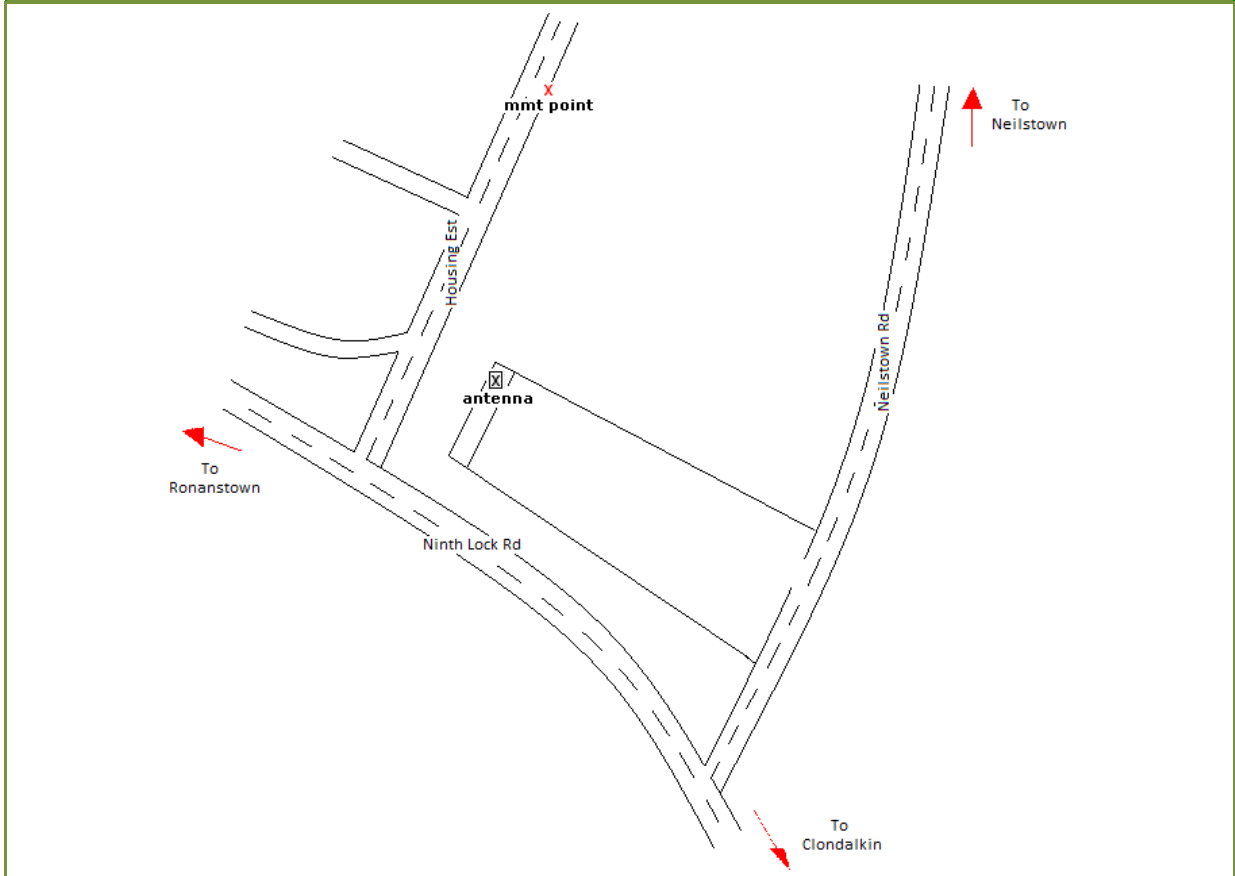 X
mmt point
To
Neilstown
Housing Est
Neilstown Rd
X
antenna
To
Ronanstown
Ninth Lock Rd
To
Clondalkin